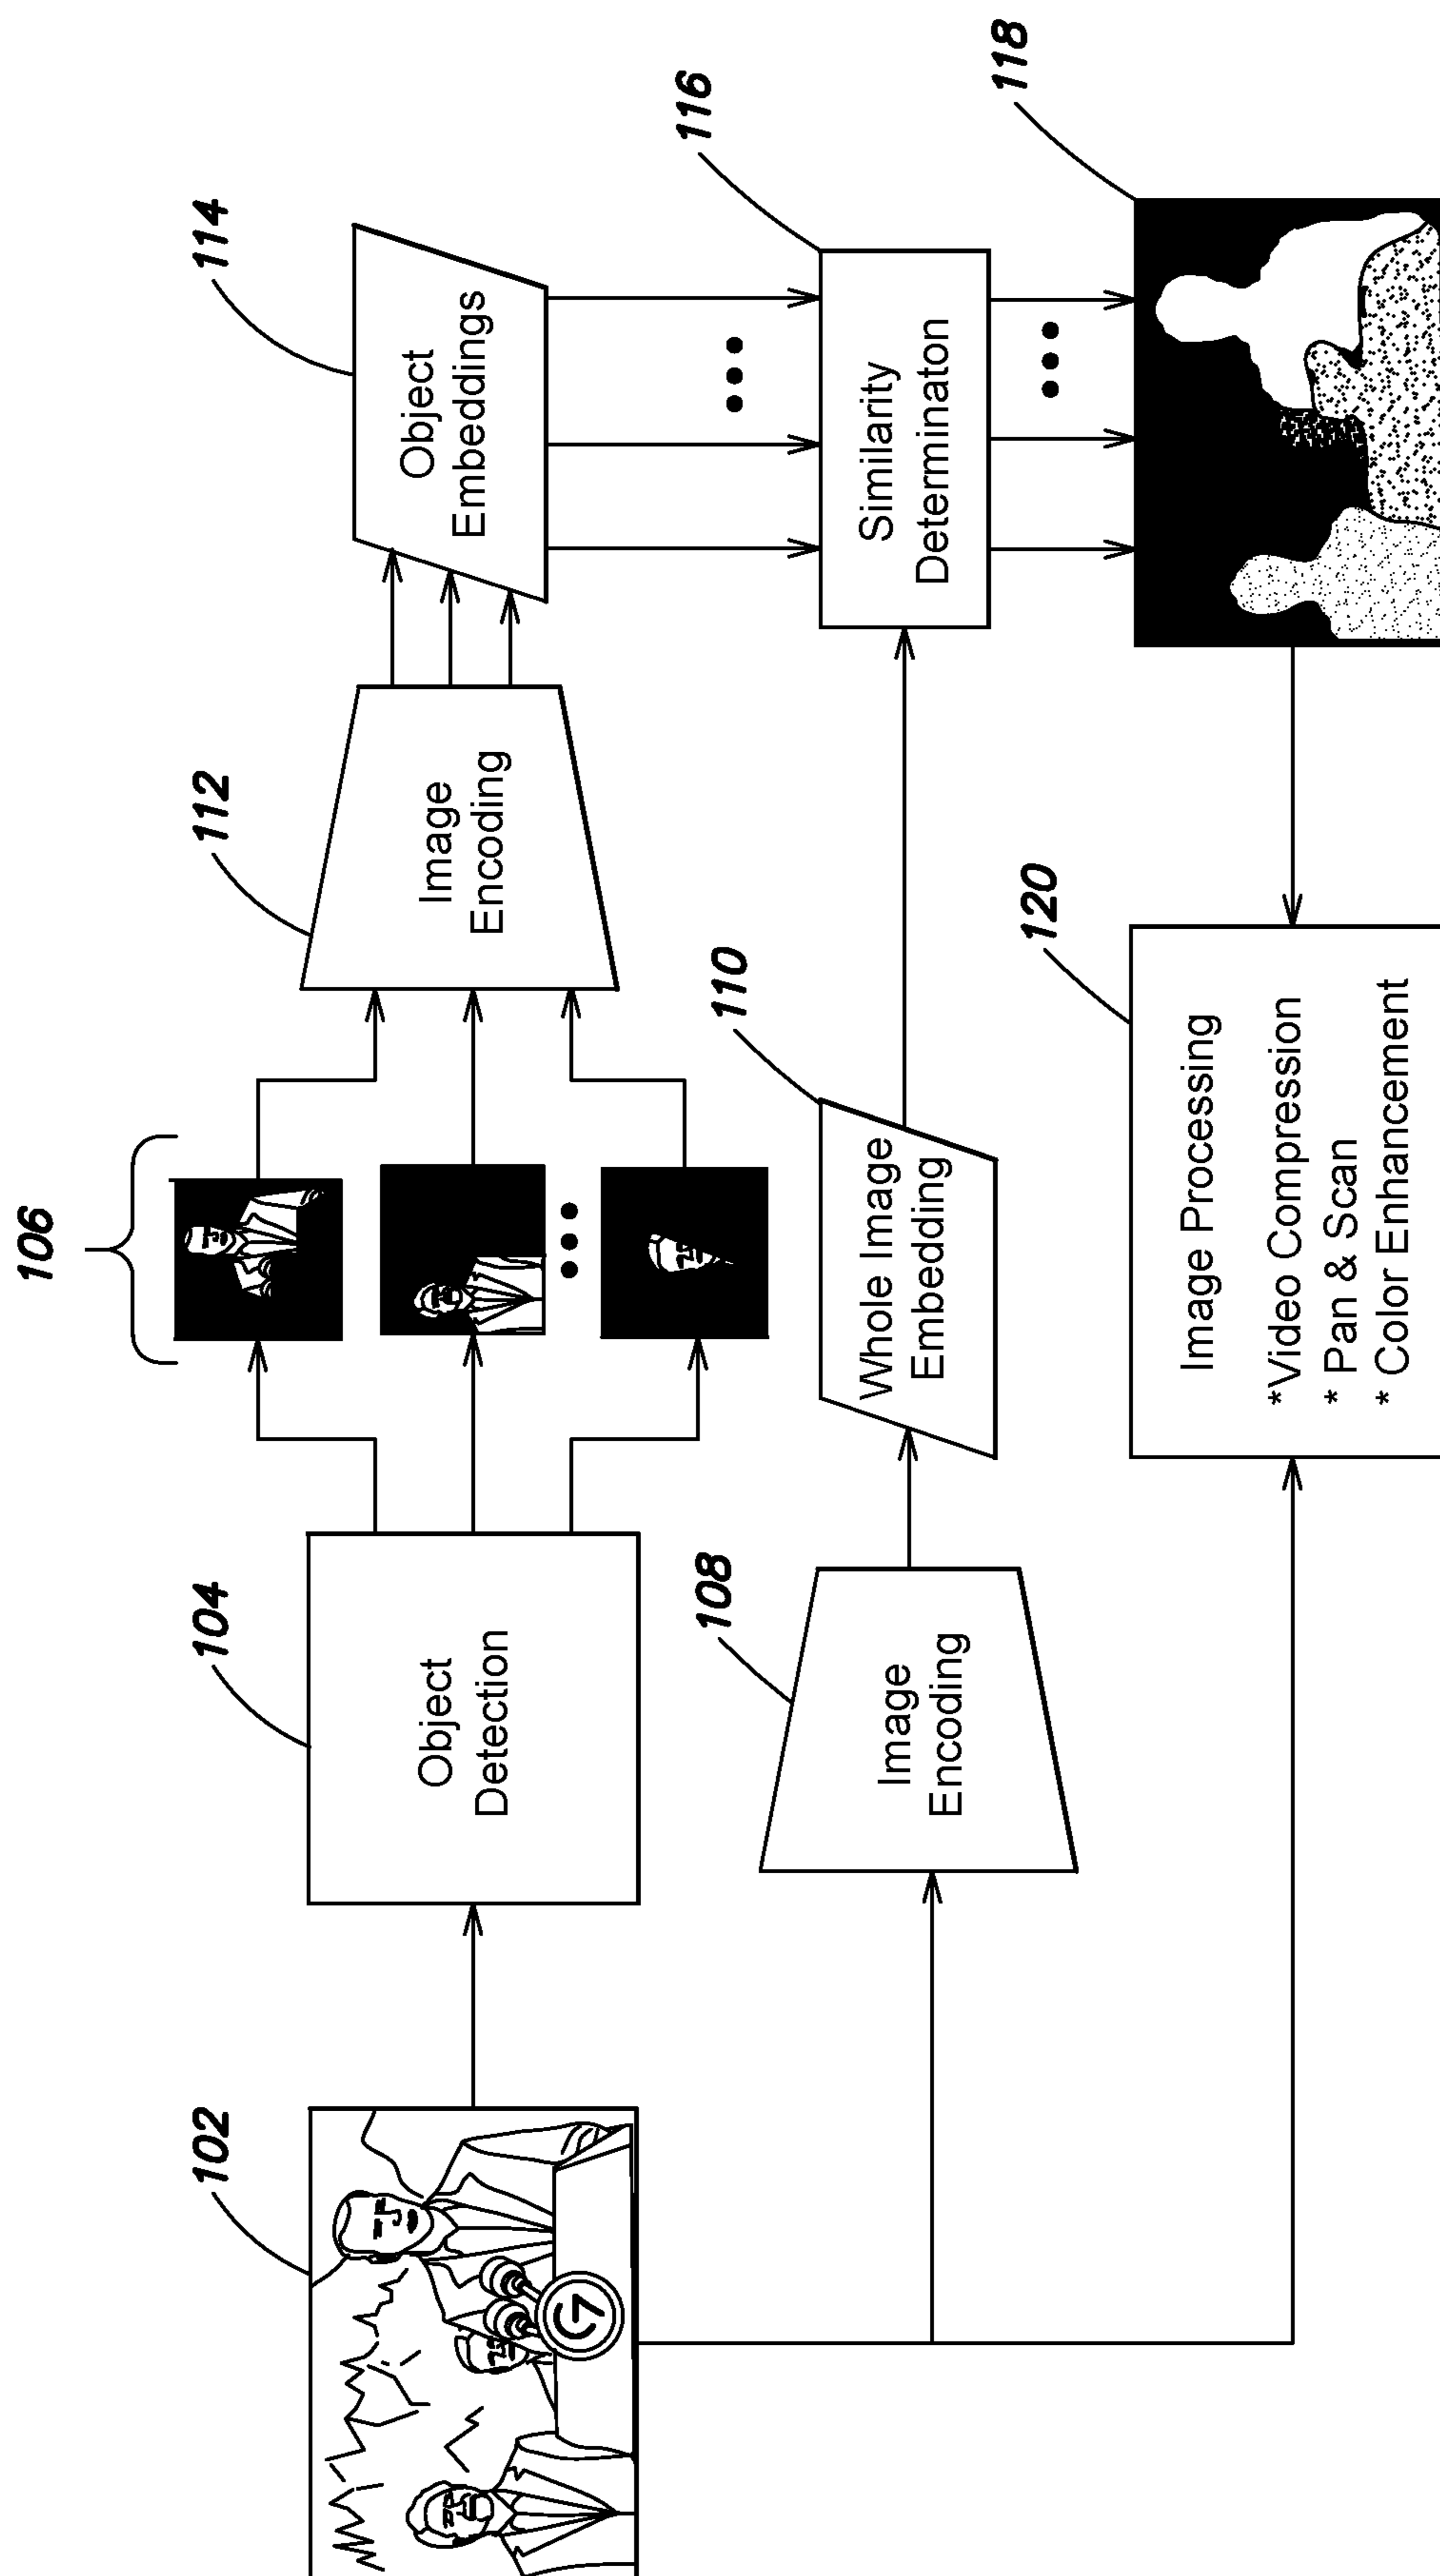 106
102
104
112
114
Object
Detection
Image
Encoding
Object
Embeddings
G7
108
110
116
Image
Encoding
Whole Image
Embedding
Similarity
Determinaton
120
118
Image Processing
*Video Compression
* Pan & Scan
* Color Enhancement